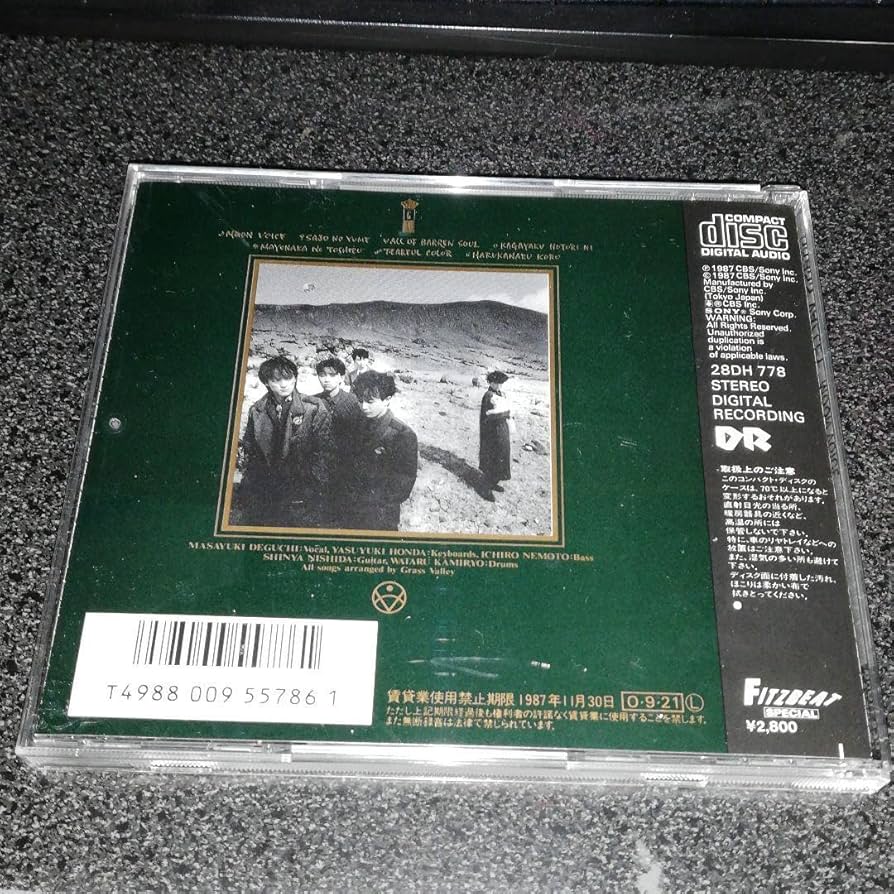 MOON VOICE SAJO NO YUME WALL OF BARREN SOUL KAGAYAKU HOTORI NI
MAYONAKA NO TOSHISU TEARFUL COLOR HARUKANARU KORO
MASAYUKI DEGUCHI:Vocal, YASUYUKI HONDA:Keyboards, ICHIRO NEMOTO:Bass
SHINYA NISHIDA:Guitar, WATARU KAMIRYO:Drums
All songs arranged by Grass Valley
T4988 009 55786 1
賃貸業使用禁止期限 1987年11月30日 O・9・21 L
ただし上記期限経過後も権利者の許諾なく賃貸業に使用することを禁じます。
また無断録音は法律で禁じられています。
COMPACT
disc
DIGITAL AUDIO
℗1987 CBS/Sony Inc.
©1987 CBS/Sony Inc.
Manufactured by
CBS/Sony Inc.
(Tokyo Japan)
CBS Inc.
SONY® Sony Corp.
WARNING:
All Rights Reserved.
Unauthorized
duplication is
a violation
of applicable laws.
28DH 778
STEREO
DIGITAL
RECORDING
DR
取扱上のご注意
このコンパクト・ディスクの
ケースは、70℃以上になると
変形するおそれがあります。
直射日光の当る所、
暖房器具の近くなど、
高温の所には
保管しないで下さい。
特に、車のリヤトレイなどへの
放置はご注意下さい。
また、湿気の多い所も避けて
下さい。
ディスク面に付着した汚れ、
ほこりは柔かい布で
拭きとってください。
FITZBEAT
SPECIAL
¥2,800